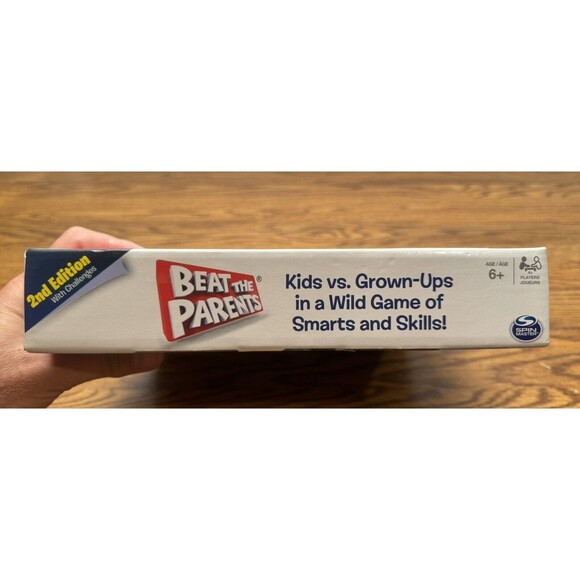 2nd Edition
With Challenges
BEAT THE
PARENTS®
Kids vs. Grown-Ups
in a Wild Game of
Smarts and Skills!
AGE / ÂGE
6+
PLAYERS
JOUEURS
SPIN
MASTER